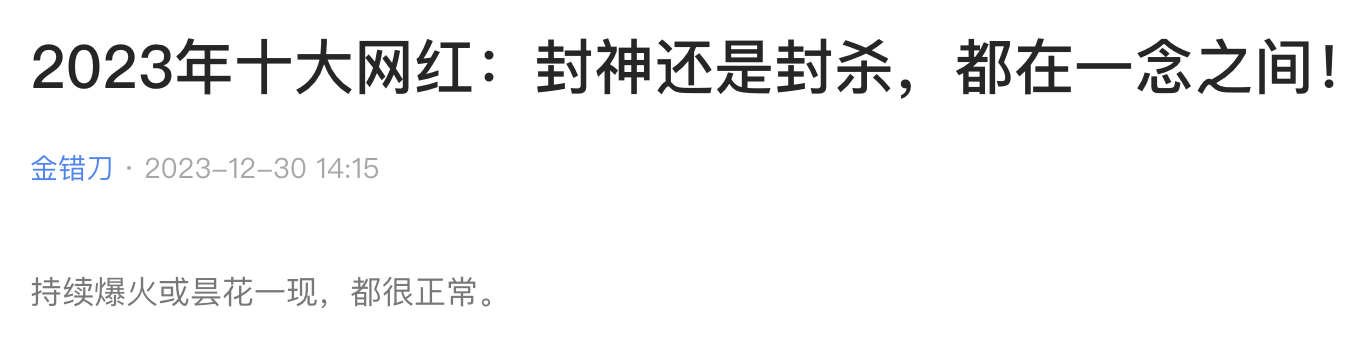 2023年十大网红：封神还是封杀，都在一念之间！
金错刀 · 2023-12-30 14:15
持续爆火或昙花一现，都很正常。